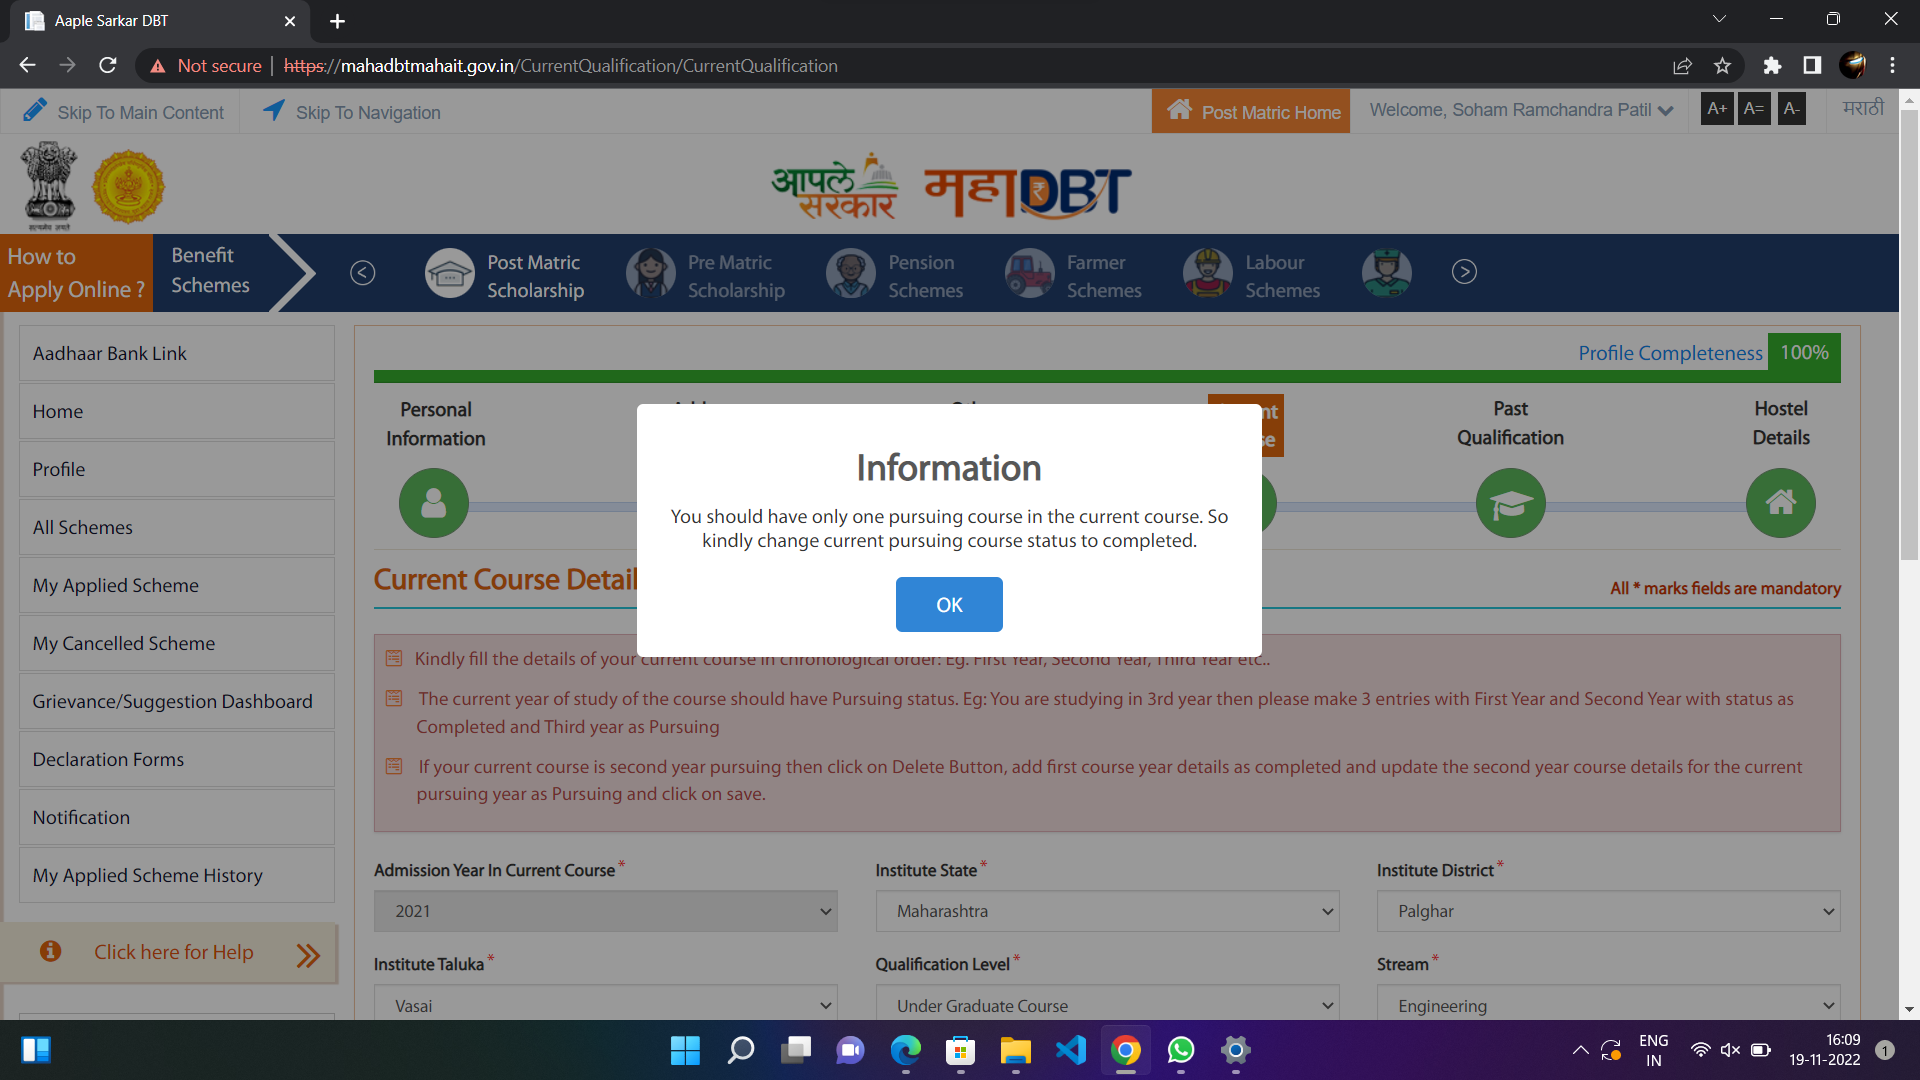 Aaple Sarkar DBT
Not secure
https://mahadbtmahait.gov.in/CurrentQualification/CurrentQualification
Skip To Main Content
Skip To Navigation
Post Matric Home
Welcome, Soham Ramchandra Patil
A+
A=
A-
मराठी
आपले
सरकार
महाDBT
How to
Apply Online ?
Benefit
Schemes
Post Matric
Scholarship
Pre Matric
Scholarship
Pension
Schemes
Farmer
Schemes
Labour
Schemes
Aadhaar Bank Link
Home
Profile
All Schemes
My Applied Scheme
My Cancelled Scheme
Grievance/Suggestion Dashboard
Declaration Forms
Notification
My Applied Scheme History
Click here for Help
Profile Completeness 100%
Personal
Information
Past
Qualification
Hostel
Details
Information
You should have only one pursuing course in the current course. So
kindly change current pursuing course status to completed.
OK
Current Course Detail
All * marks fields are mandatory
Kindly fill the details of your current course in chronological order: Eg. First Year, Second Year, Third Year etc..
The current year of study of the course should have Pursuing status. Eg: You are studying in 3rd year then please make 3 entries with First Year and Second Year with status as
Completed and Third year as Pursuing
If your current course is second year pursuing then click on Delete Button, add first course year details as completed and update the second year course details for the current
pursuing year as Pursuing and click on save.
Admission Year In Current Course *
2021
Institute State *
Maharashtra
Institute District *
Palghar
Institute Taluka *
Vasai
Qualification Level *
Under Graduate Course
Stream *
Engineering
ENG
IN
16:09
19-11-2022
1